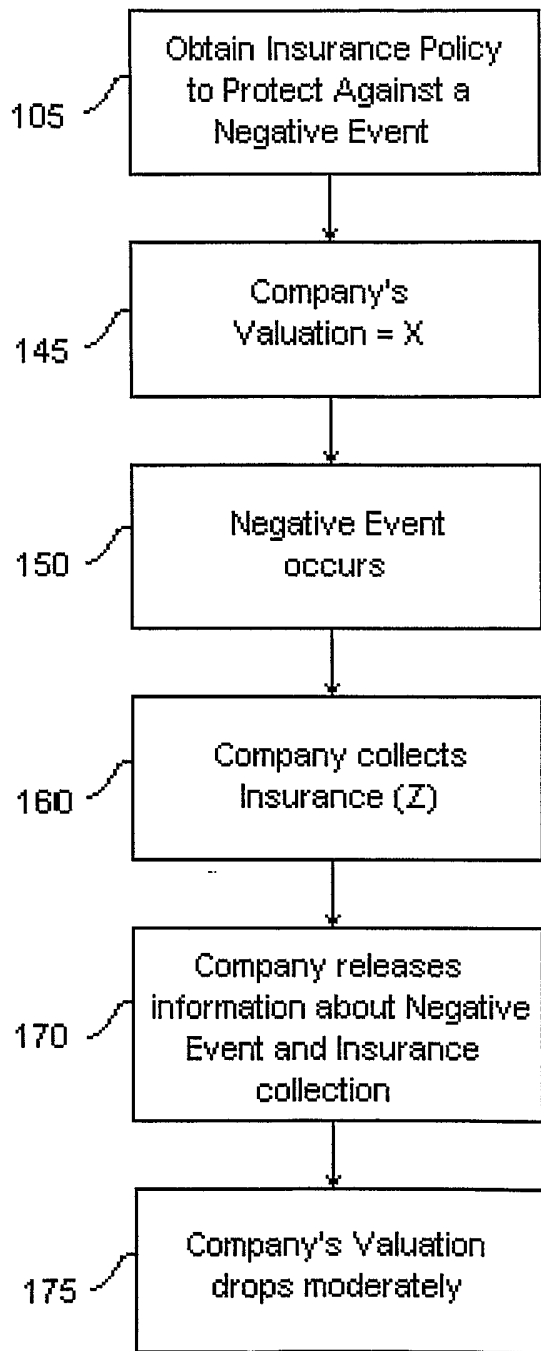 Obtain Insurance Policy
to Protect Against a
Negative Event
105
Company's
Valuation = X
145
Negative Event
occurs
150
Company collects
Insurance (Z)
160
Company releases
information about Negative
Event and Insurance
collection
170
Company's Valuation
drops moderately
175